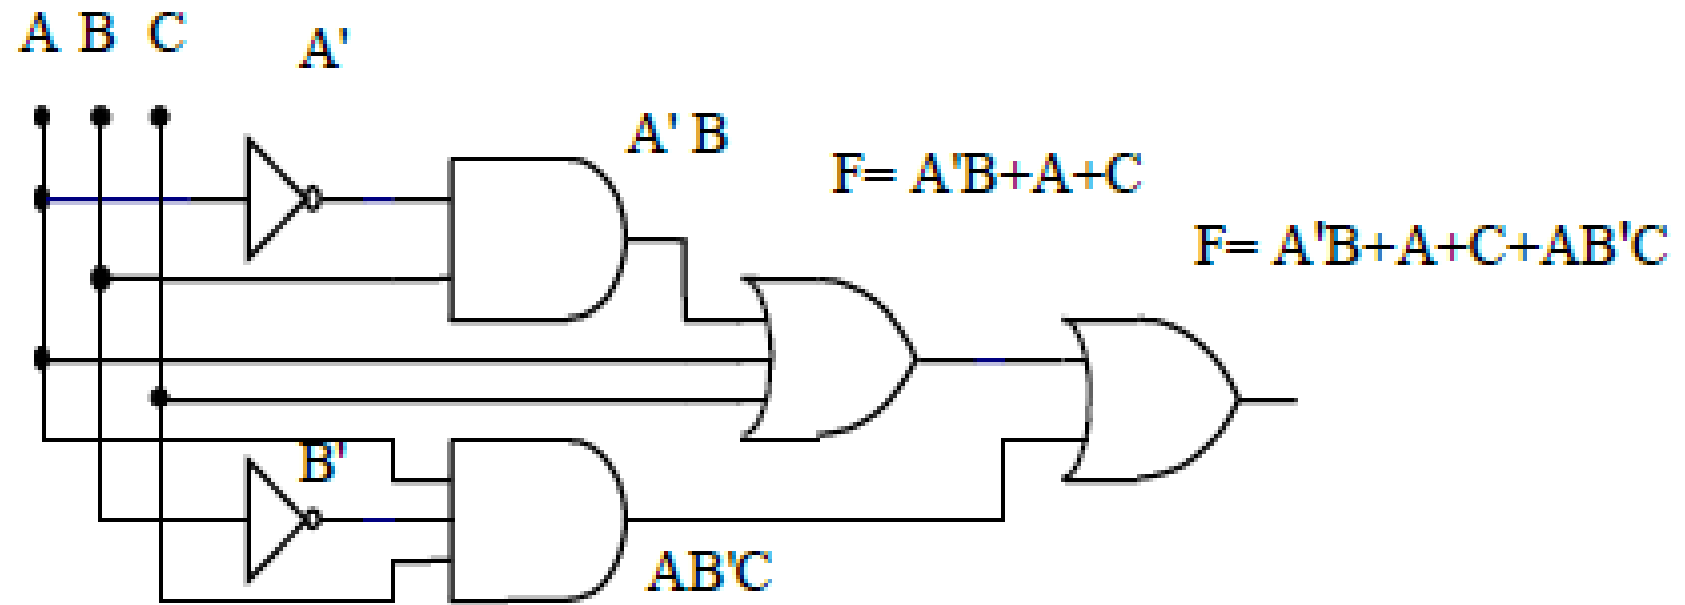 A B C
A'
A' B
F= A'B+A+C
F= A'B+A+C+AB'C
B'
AB'C